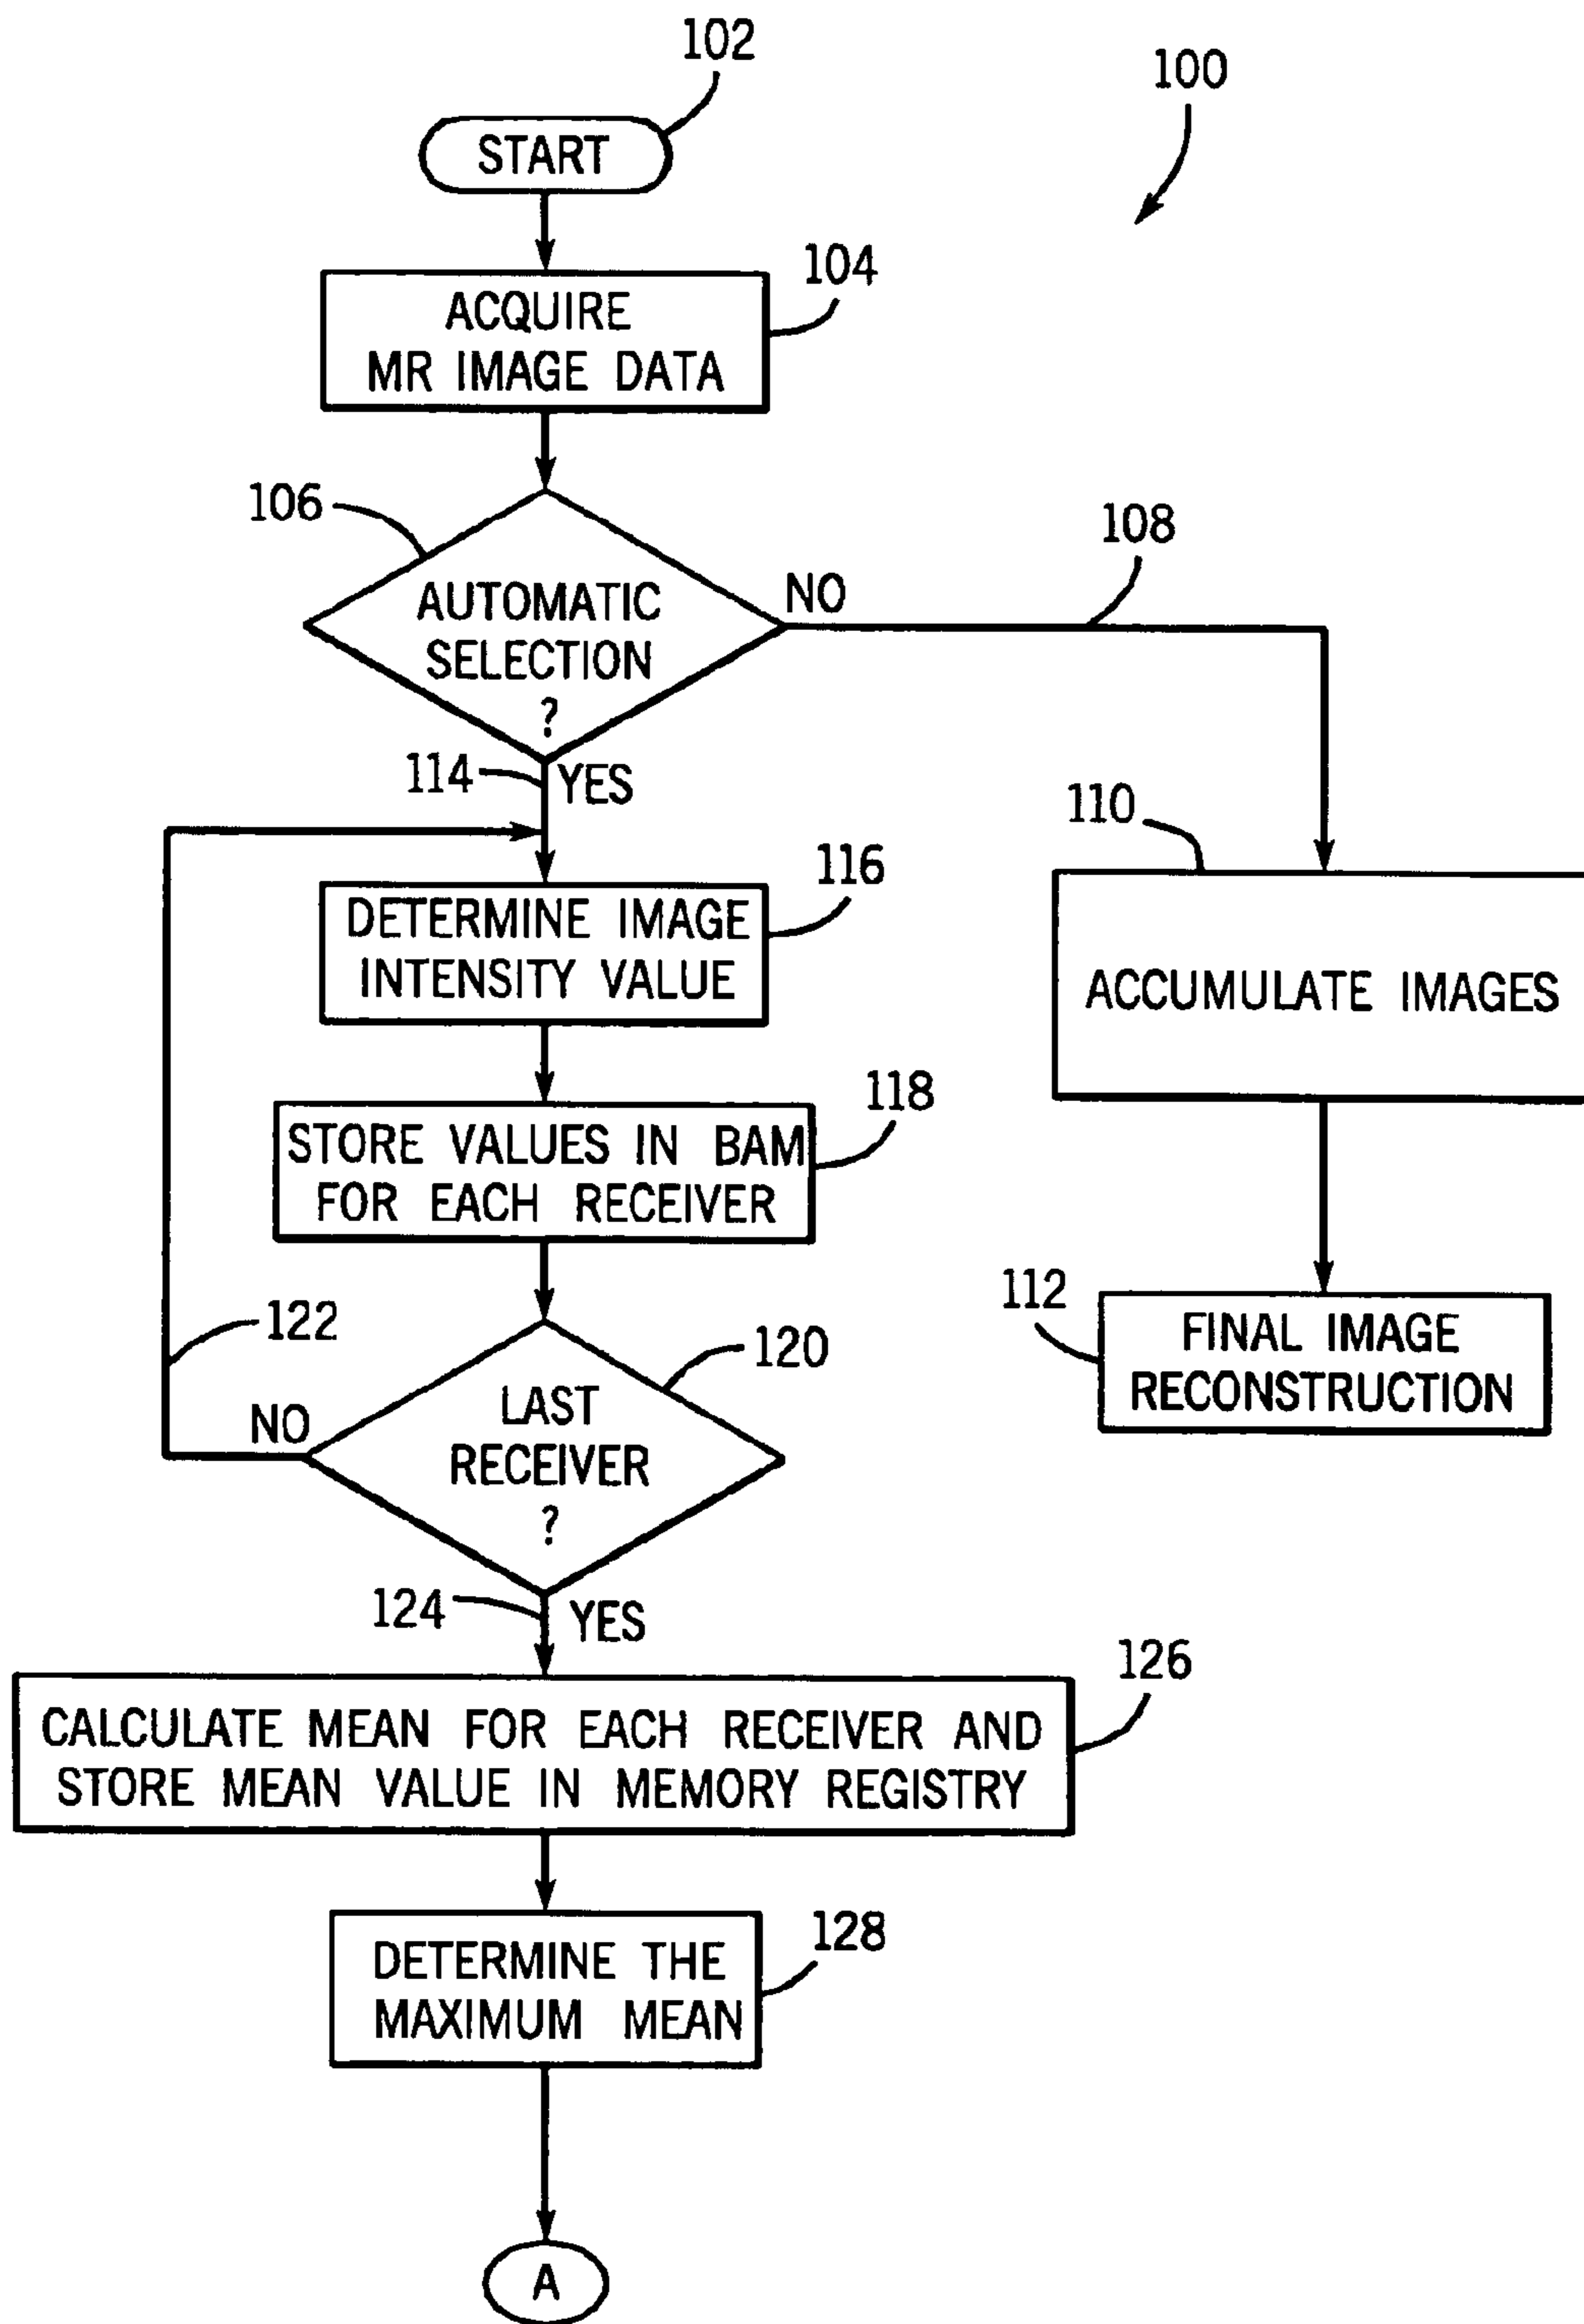 102
100
START
104
ACQUIRE
MR IMAGE DATA
106
108
AUTOMATIC
SELECTION
?
NO
114
YES
110
116
DETERMINE IMAGE
INTENSITY VALUE
ACCUMULATE IMAGES
118
STORE VALUES IN BAM
FOR EACH RECEIVER
112
FINAL IMAGE
RECONSTRUCTION
122
120
NO
LAST
RECEIVER
?
124
YES
126
CALCULATE MEAN FOR EACH RECEIVER AND
STORE MEAN VALUE IN MEMORY REGISTRY
128
DETERMINE THE
MAXIMUM MEAN
A